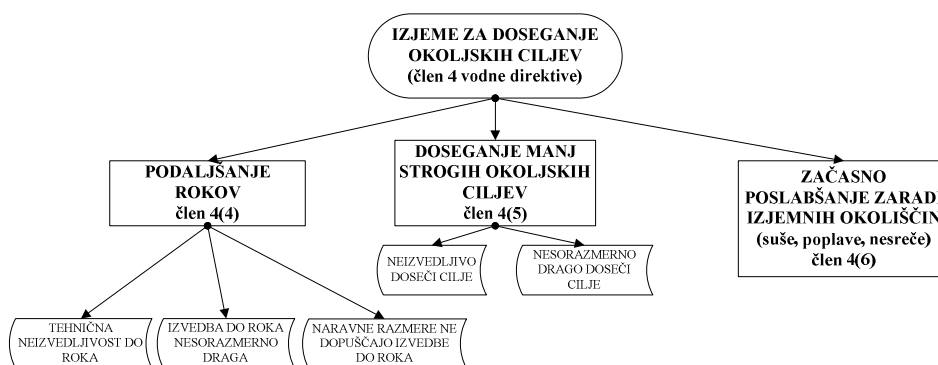 IZJEME ZA DOSEGANJE
OKOLJSKIH CILJEV
(člen 4 vodne direktive)
PODALJŠANJE
ROKOV
člen 4(4)
DOSEGANJE MANJ
STROGIH OKOLJSKIH
CILJEV
člen 4(5)
ZAČASNO
POSLABŠANJE ZARADI
IZJEMNIH OKOLIŠČIN
(suše, poplave, nesreče)
člen 4(6)
NEIZVEDLJIVO
DOSEČI CILJE
NESORAZMERNO
DRAGO DOSEČI
CILJE
TEHNIČNA
NEIZVEDLJIVOST DO
ROKA
IZVEDBA DO ROKA
NESORAZMERNO
DRAGA
NARAVNE RAZMERE NE
DOPUŠČAJO IZVEDBE
DO ROKA